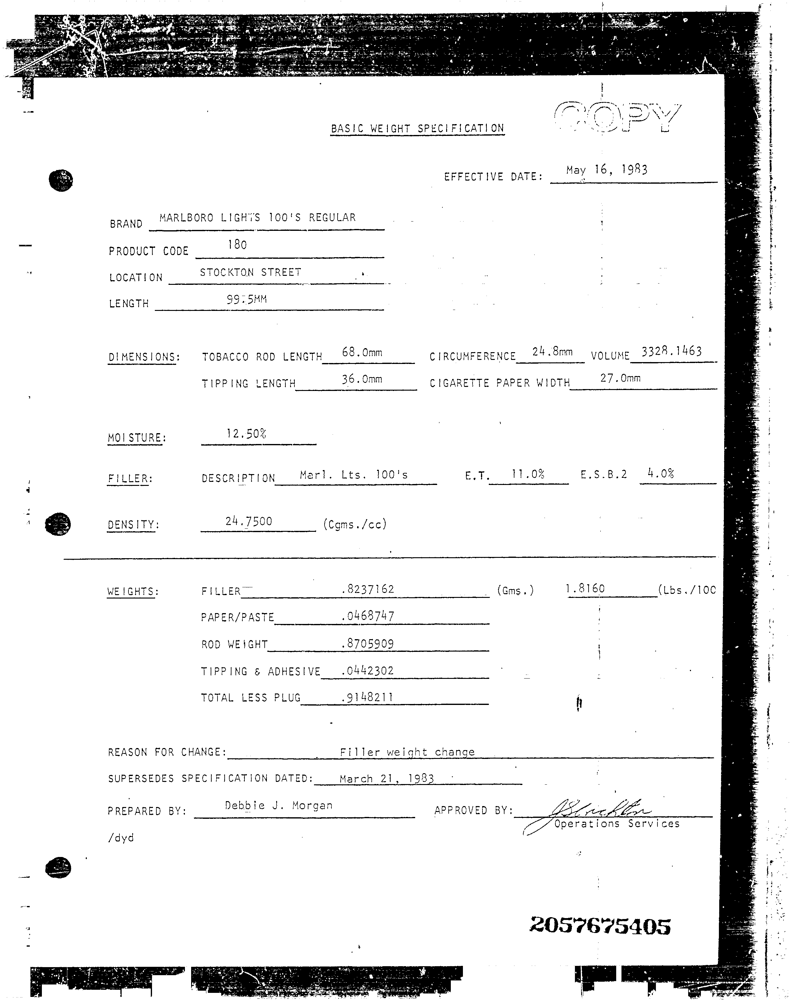 COPY
BASIC WEIGHT SPECIFICATION
EFFECTIVE DATE: May 16, 1983
BRAND MARLBORO LIGHTS 100'S REGULAR
PRODUCT CODE 180
LOCATION STOCKTON STREET
LENGTH 99.5MM
DIMENSIONS: TOBACCO ROD LENGTH 68.0mm CIRCUMFERENCE 24.8mm VOLUME 3328.1463
TIPPING LENGTH 36.0mm CIGARETTE PAPER WIDTH 27.0mm
MOISTURE: 12.50%
FILLER: DESCRIPTION Marl. Lts. 100's E.T. 11.0% E.S.B.2 4.0%
DENSITY: 24.7500 (Cgms./cc)
WEIGHTS: FILLER .8237162 (Gms.) 1.8160 (Lbs./100
PAPER/PASTE .0468747
ROD WEIGHT .8705909
TIPPING & ADHESIVE .0442302
TOTAL LESS PLUG .9148211
REASON FOR CHANGE: Filler weight change
SUPERSEDES SPECIFICATION DATED: March 21, 1983
PREPARED BY: Debbie J. Morgan APPROVED BY:
Operations Services
/dyd
2057675405